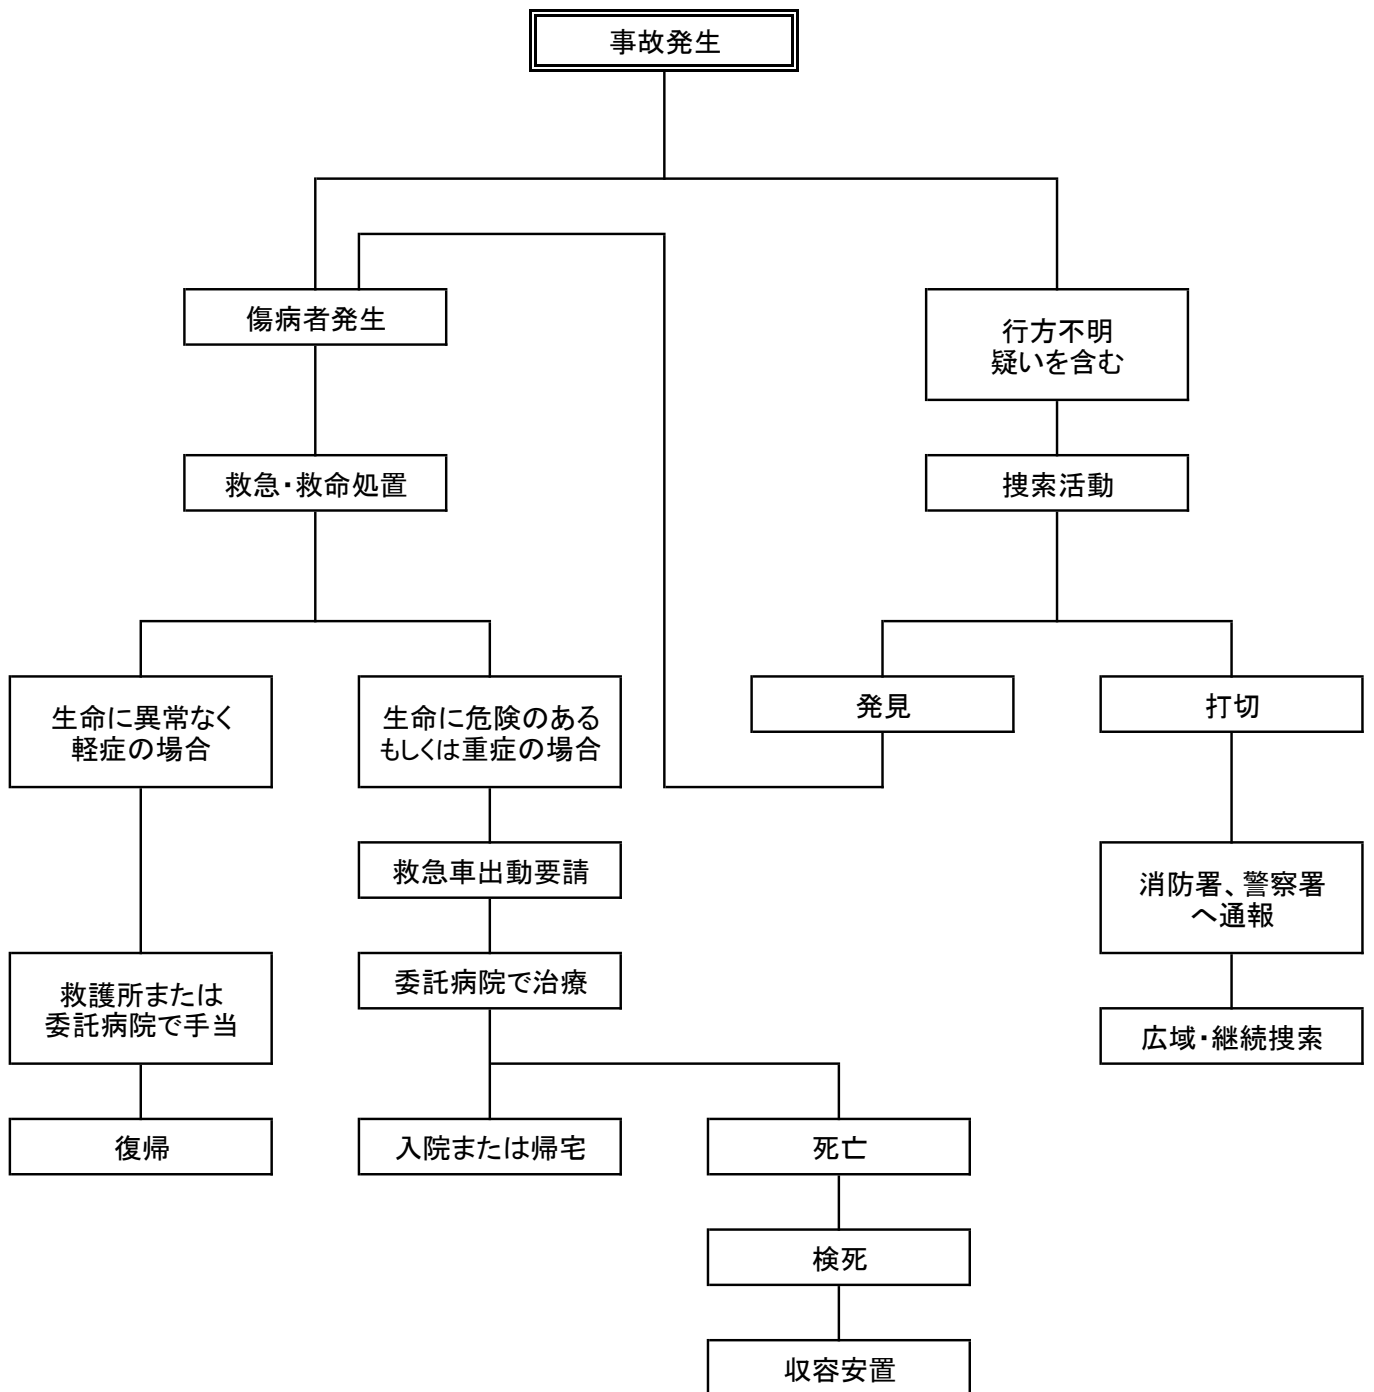 事故発生
傷病者発生
行方不明
疑いを含む
救急・救命処置
捜索活動
生命に異常なく
軽症の場合
生命に危険のある
もしくは重症の場合
発見
打切
救急車出動要請
消防署、警察署
へ通報
救護所または
委託病院で手当
委託病院で治療
広域・継続捜索
復帰
入院または帰宅
死亡
検死
収容安置